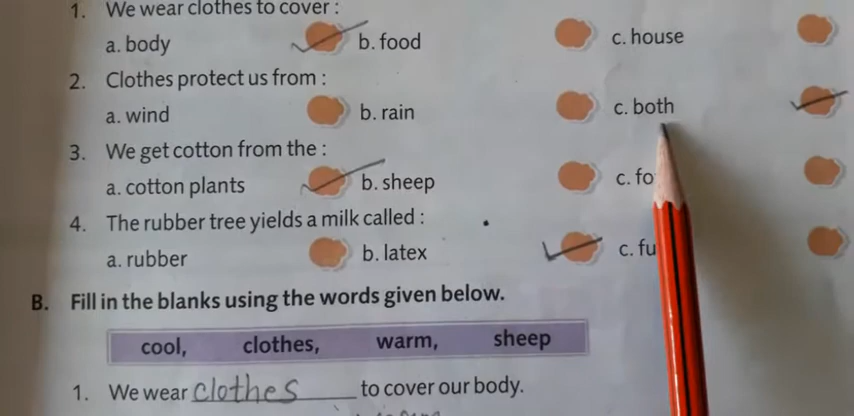 1. We wear clothes to cover :
a. body b. food c. house
2. Clothes protect us from :
a. wind b. rain c. both
3. We get cotton from the :
a. cotton plants b. sheep c. fo
4. The rubber tree yields a milk called :
a. rubber b. latex c. fu
B. Fill in the blanks using the words given below.
cool, clothes, warm, sheep
1. We wear clothes to cover our body.